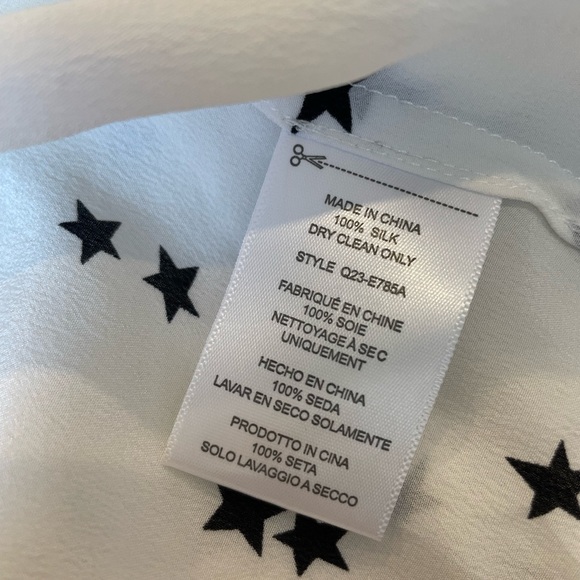 MADE IN CHINA
100% SILK
DRY CLEAN ONLY
STYLE Q23-E785A
FABRIQUÉ EN CHINE
100% SOIE
NETTOYAGE À SEC
UNIQUEMENT
HECHO EN CHINA
100% SEDA
LAVAR EN SECO SOLAMENTE
PRODOTTO IN CINA
100% SETA
SOLO LAVAGGIO A SECCO